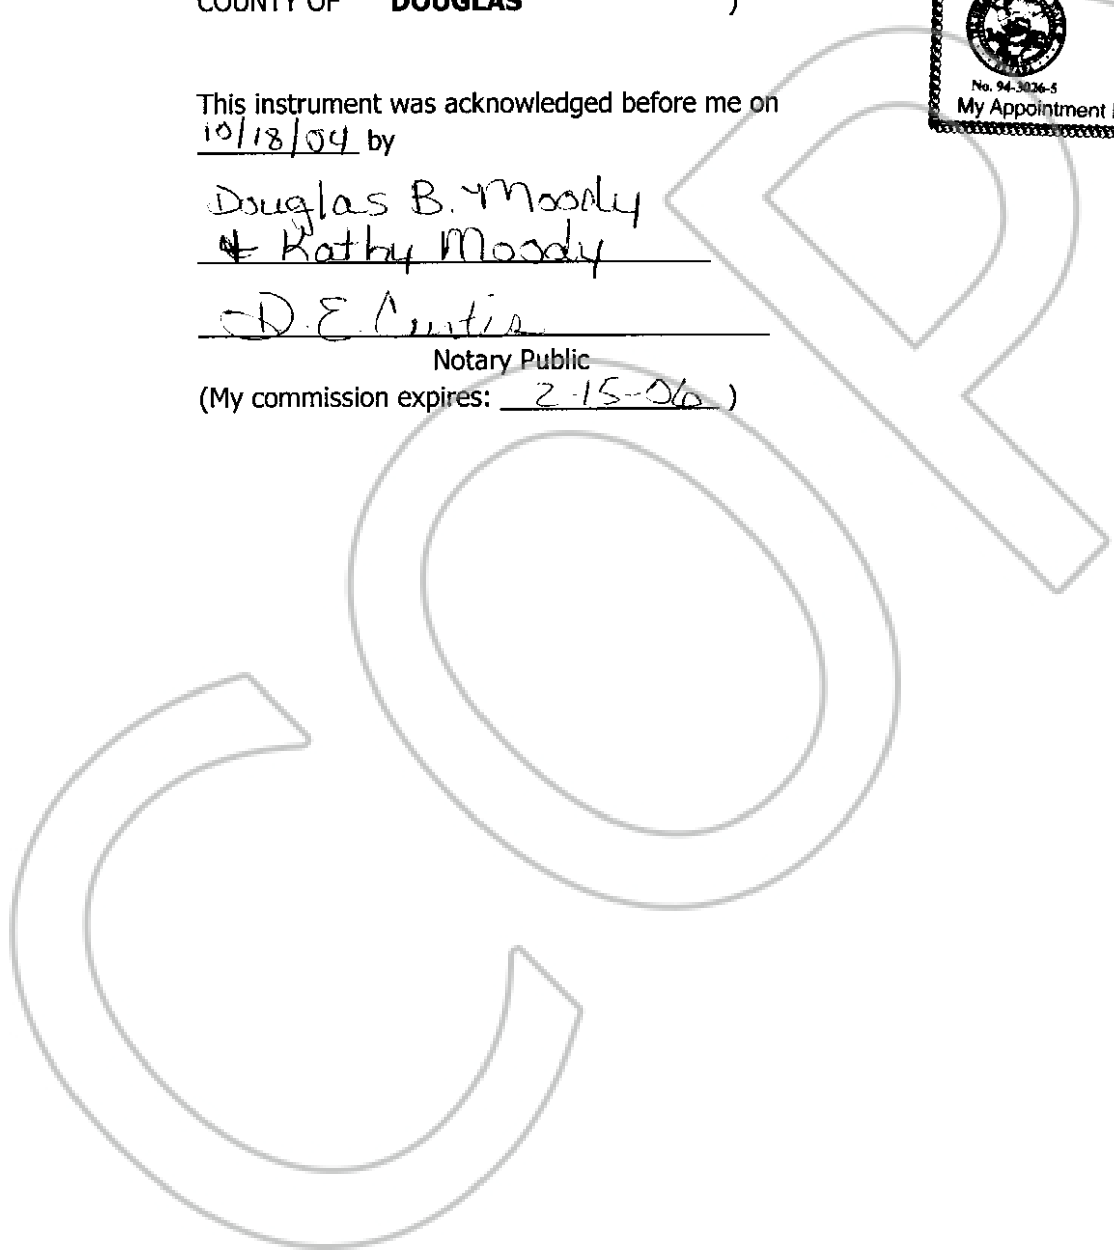 COUNTY OF DOUGLAS )
No. 94-3026-5
My Appointment
This instrument was acknowledged before me on
10/18/04 by
Douglas B. Moody
& Kathy Moody
D. E. Curtis
Notary Public
(My commission expires: 2-15-06 )
COP